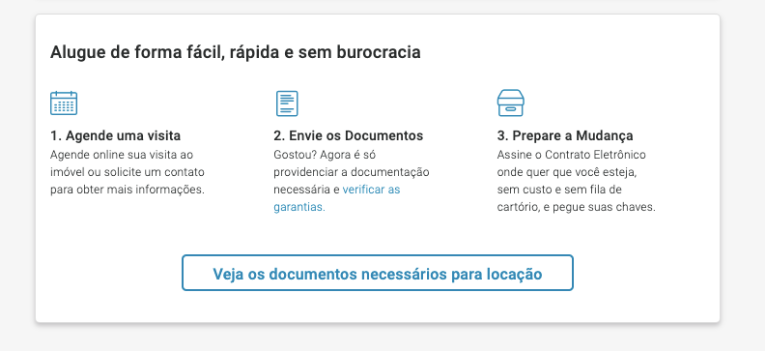 Alugue de forma fácil, rápida e sem burocracia
1. Agende uma visita
Agende online sua visita ao
imóvel ou solicite um contato
para obter mais informações.
2. Envie os Documentos
Gostou? Agora é só
providenciar a documentação
necessária e verificar as
garantias.
3. Prepare a Mudança
Assine o Contrato Eletrônico
onde quer que você esteja,
sem custo e sem fila de
cartório, e pegue suas chaves.
Veja os documentos necessários para locação